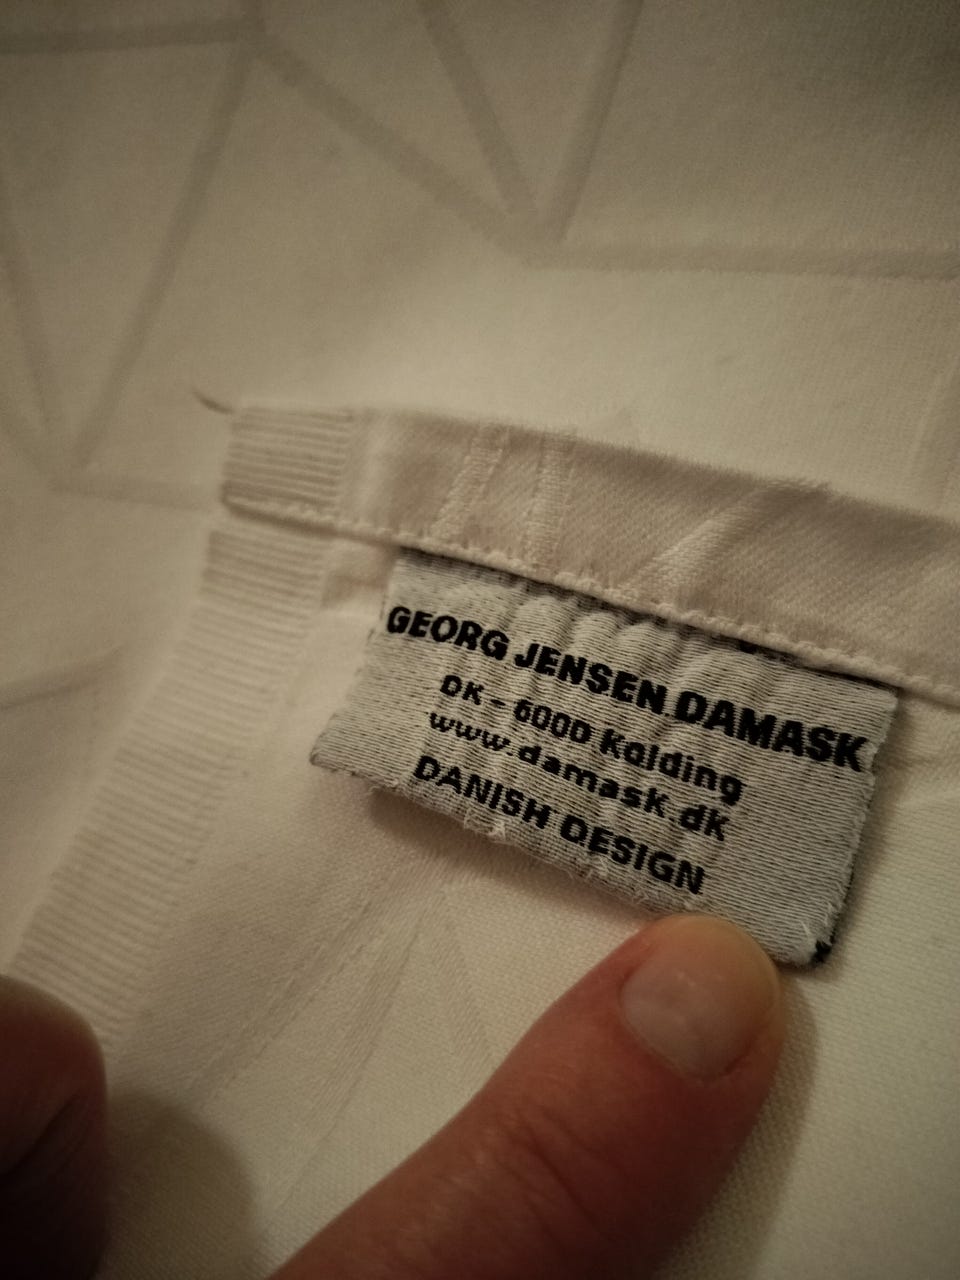 GEORG JENSEN DAMASK
DK - 6000 Kolding
www.damask.dk
DANISH DESIGN